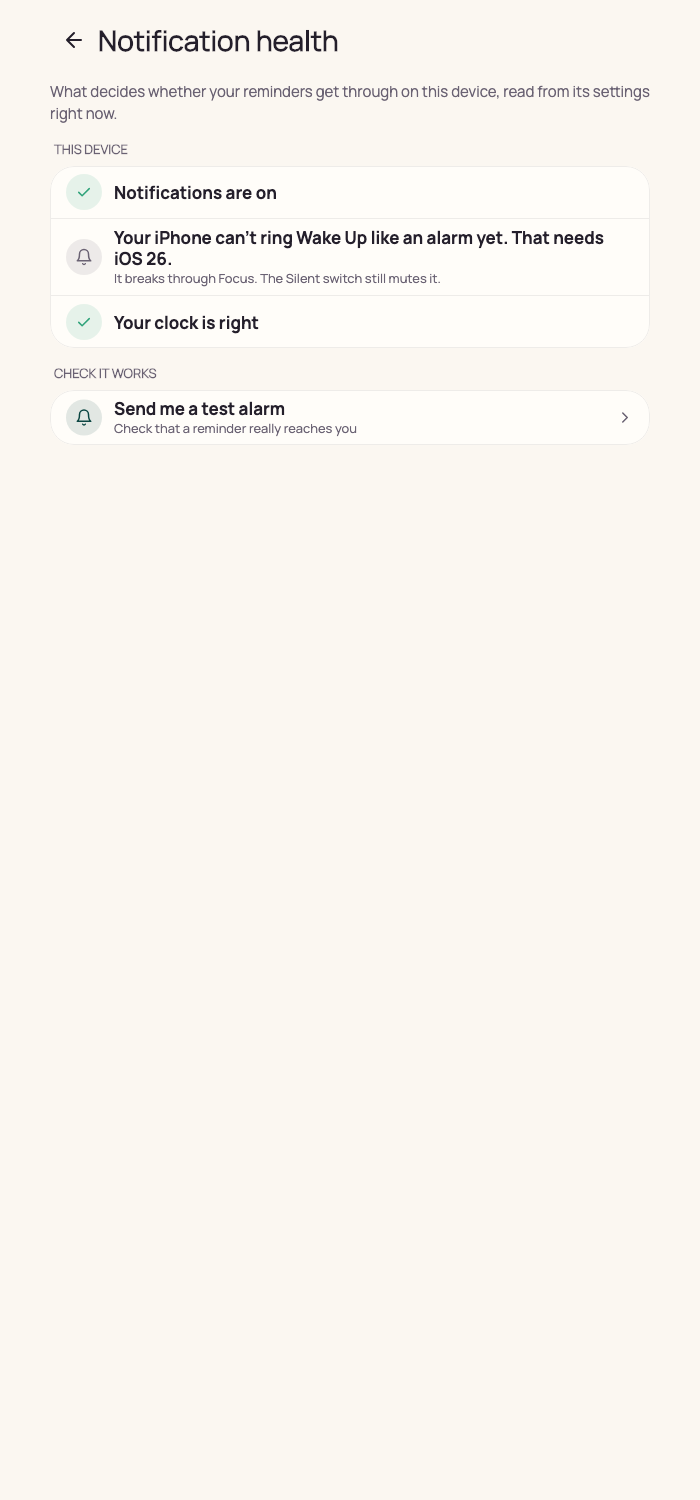 Notification health
What decides whether your reminders get through on this device, read from its settings
right now.
THIS DEVICE
Notifications are on
Your iPhone can’t ring Wake Up like an alarm yet. That needs
iOS 26.
It breaks through Focus. The Silent switch still mutes it.
Your clock is right
CHECK IT WORKS
Send me a test alarm
Check that a reminder really reaches you